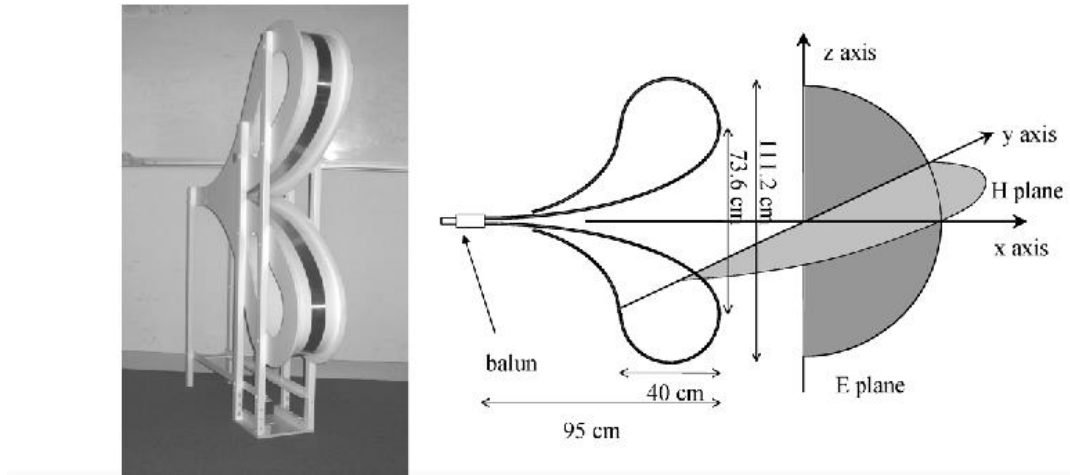 z axis
y axis
H plane
x axis
E plane
111.2 cm
73.6 cm
balun
40 cm
95 cm